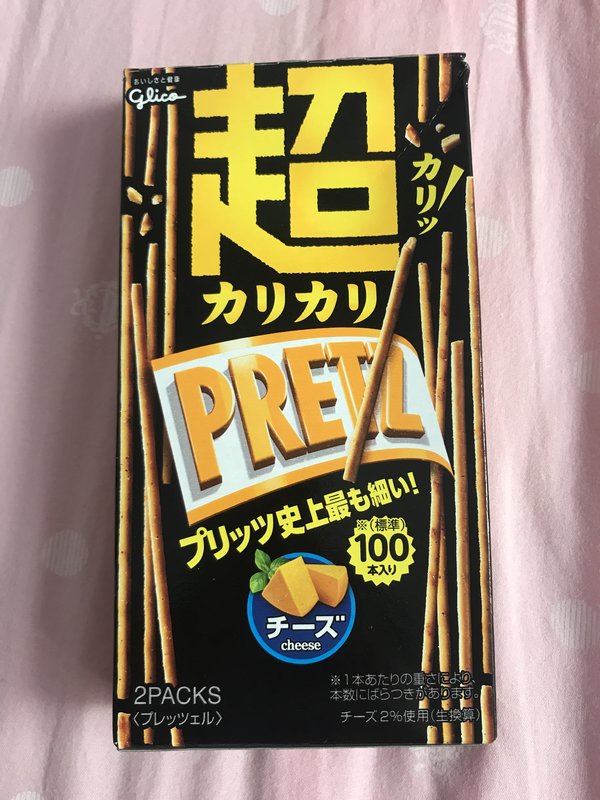 おいしさと健康
glico
超
カリッ!
カリカリ
PRETZ
プリッツ史上最も細い!
※(標準)
100
本入り
チーズ
cheese
※1本あたりの重さにより、
本数にばらつきがあります。
2PACKS
〈プレッツェル〉
チーズ2%使用(生換算)